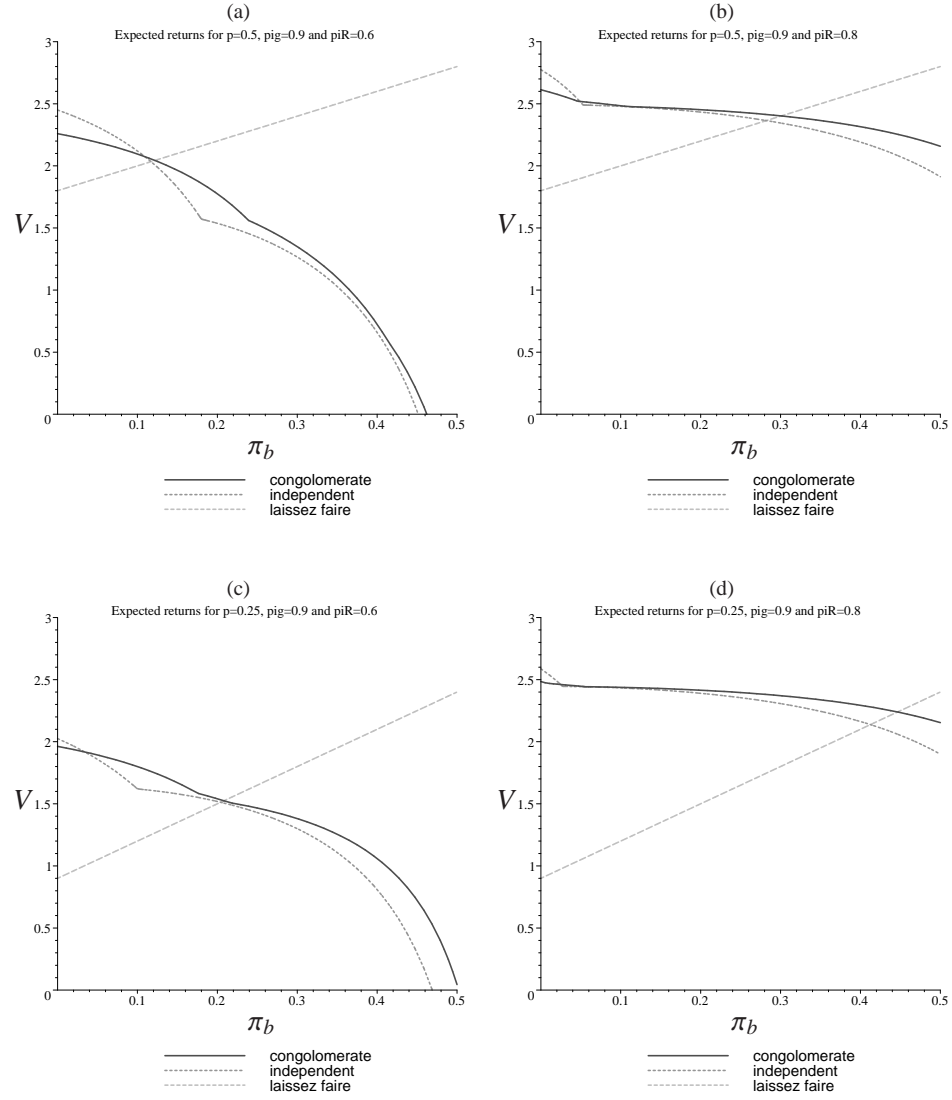 (a)
Expected returns for p=0.5, pig=0.9 and piR=0.6
3
2.5
2
V
1.5
1
0.5
0
0.1
0.2
0.3
0.4
0.5
π_b
congolomerate
independent
laissez faire
(b)
Expected returns for p=0.5, pig=0.9 and piR=0.8
3
2.5
2
V
1.5
1
0.5
0
0.1
0.2
0.3
0.4
0.5
π_b
congolomerate
independent
laissez faire
(c)
Expected returns for p=0.25, pig=0.9 and piR=0.6
3
2.5
2
V
1.5
1
0.5
0
0.1
0.2
0.3
0.4
0.5
π_b
congolomerate
independent
laissez faire
(d)
Expected returns for p=0.25, pig=0.9 and piR=0.8
3
2.5
2
V
1.5
1
0.5
0
0.1
0.2
0.3
0.4
0.5
π_b
congolomerate
independent
laissez faire